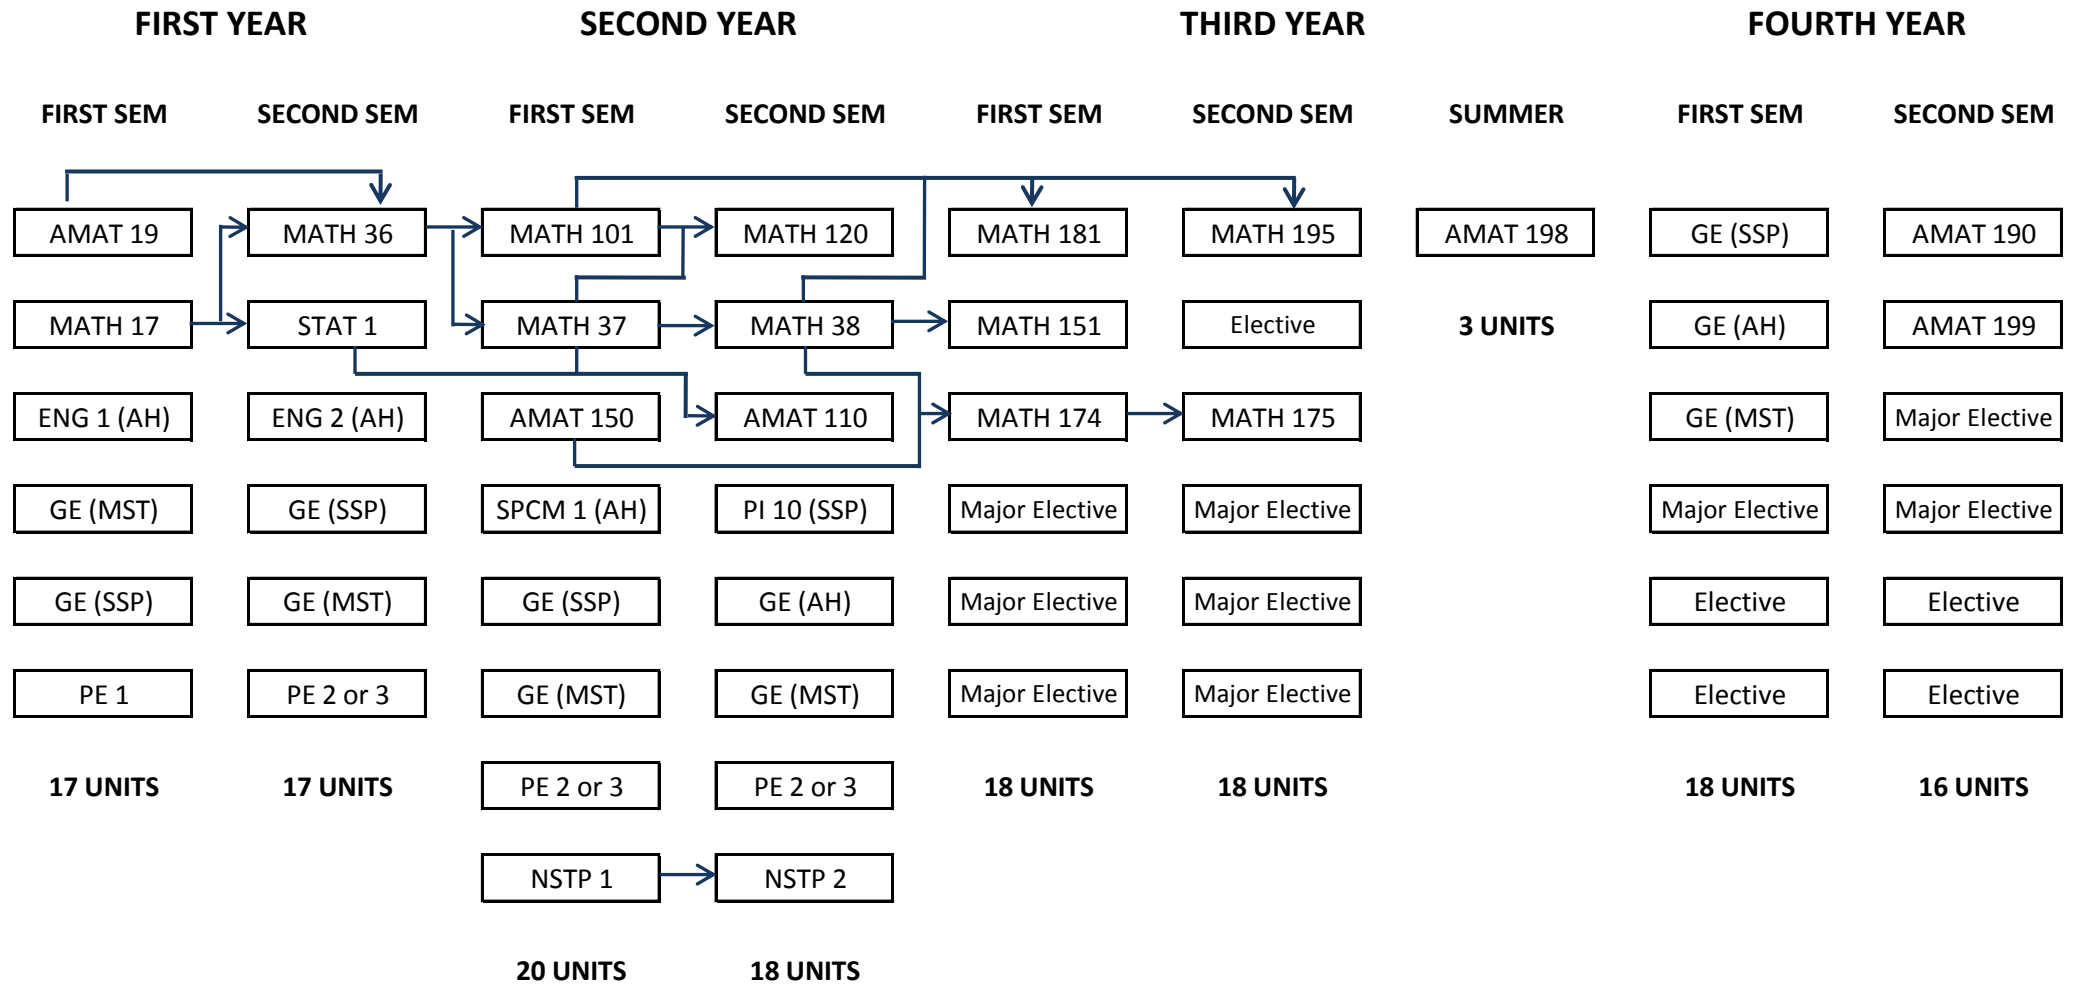 FIRST YEAR SECOND YEAR THIRD YEAR FOURTH YEAR
FIRST SEM SECOND SEM FIRST SEM SECOND SEM FIRST SEM SECOND SEM SUMMER FIRST SEM SECOND SEM
AMAT 19 MATH 36 MATH 101 MATH 120 MATH 181 MATH 195 AMAT 198 GE (SSP) AMAT 190
MATH 17 STAT 1 MATH 37 MATH 38 MATH 151 Elective 3 UNITS GE (AH) AMAT 199
ENG 1 (AH) ENG 2 (AH) AMAT 150 AMAT 110 MATH 174 MATH 175 GE (MST) Major Elective
GE (MST) GE (SSP) SPCM 1 (AH) PI 10 (SSP) Major Elective Major Elective Major Elective Major Elective
GE (SSP) GE (MST) GE (SSP) GE (AH) Major Elective Major Elective Elective Elective
PE 1 PE 2 or 3 GE (MST) GE (MST) Major Elective Major Elective Elective Elective
17 UNITS 17 UNITS PE 2 or 3 PE 2 or 3 18 UNITS 18 UNITS 18 UNITS 16 UNITS
NSTP 1 NSTP 2
20 UNITS 18 UNITS